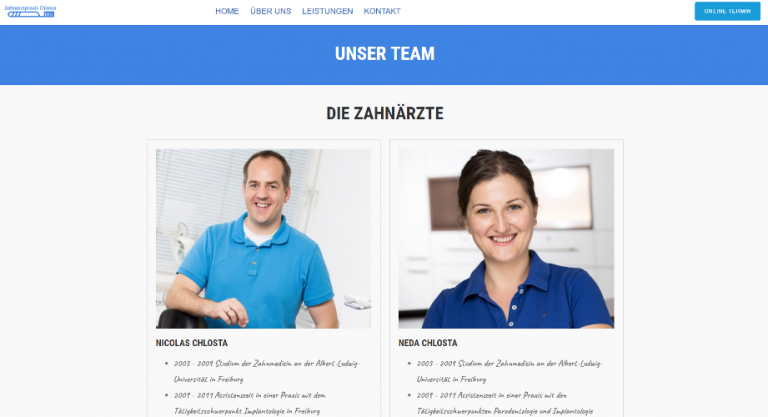 Zahnarztpraxis Chlosta
HOME ÜBER UNS LEISTUNGEN KONTAKT
ONLINE TERMIN
UNSER TEAM
DIE ZAHNÄRZTE
NICOLAS CHLOSTA
2003 - 2009 Studium der Zahnmedizin an der Albert-Ludwig-
Universität in Freiburg
2009 - 2011 Assistenzzeit in einer Praxis mit dem
Tätigkeitsschwerpunkt Implantologie in Freiburg
NEDA CHLOSTA
2003 - 2009 Studium der Zahnmedizin an der Albert-Ludwig-
Universität in Freiburg
2009 - 2011 Assistenzzeit in einer Praxis mit den
Tätigkeitsschwerpunkten Parodontologie und Implantologie